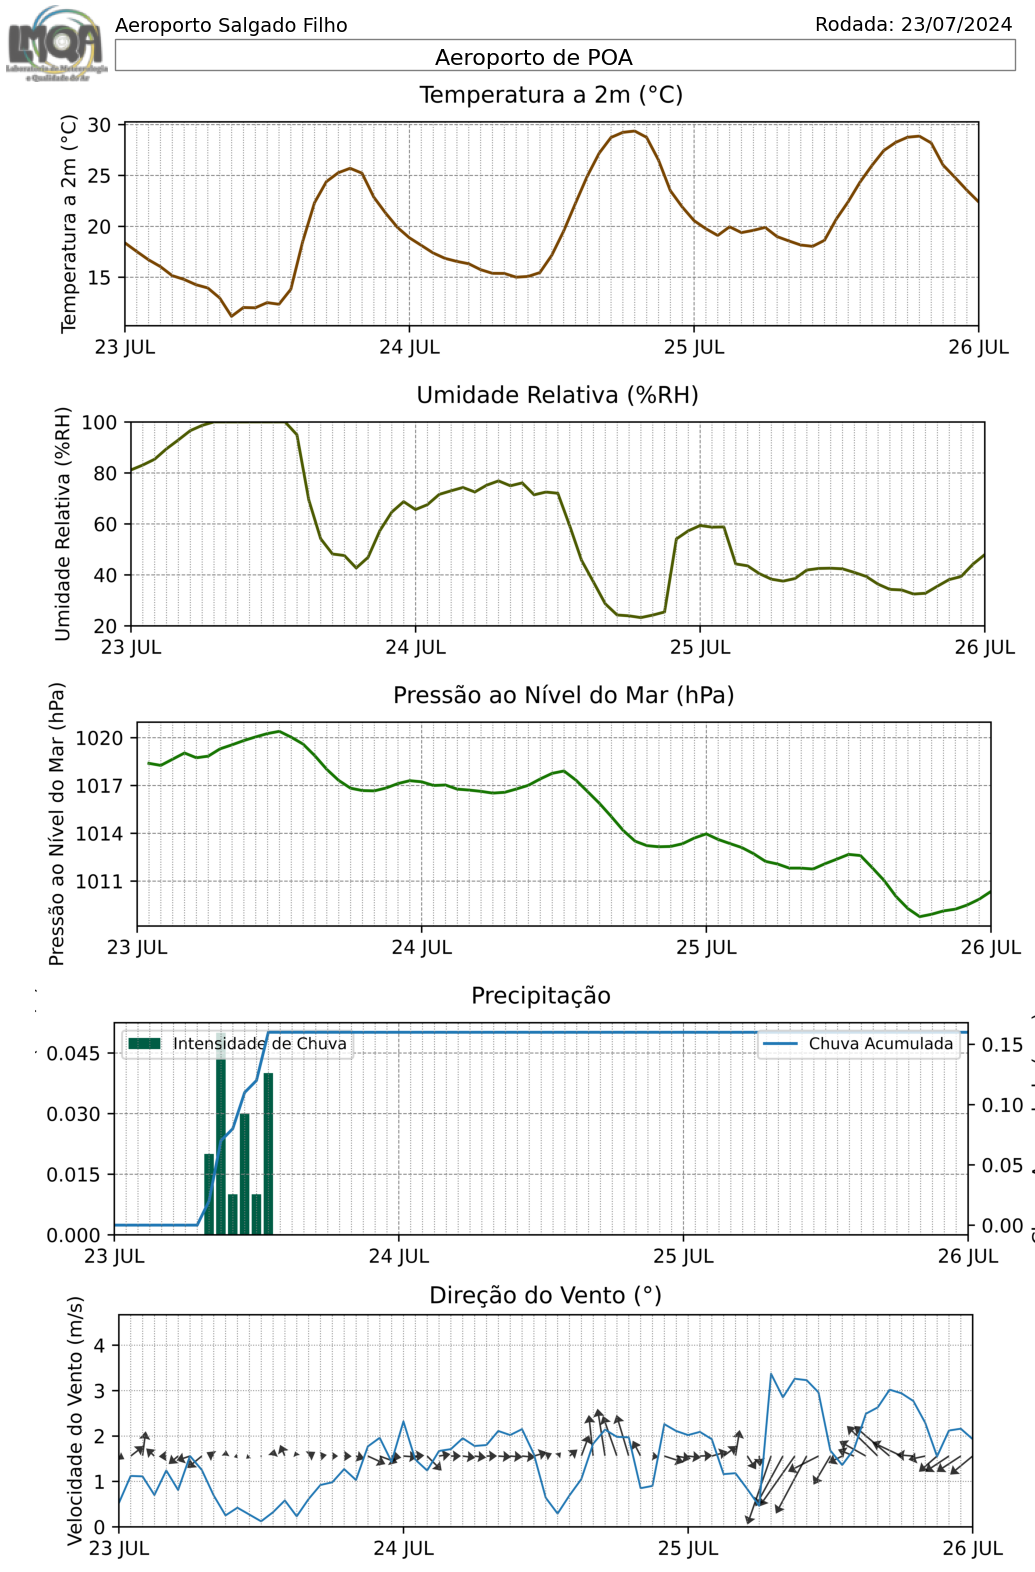 LMQA
Laboratório de Meteorologia
e Qualidade do Ar
Aeroporto Salgado Filho
Rodada: 23/07/2024
Aeroporto de POA
Temperatura a 2m (°C)
Temperatura a 2m (°C)
30
25
20
15
23 JUL
24 JUL
25 JUL
26 JUL
Umidade Relativa (%RH)
Umidade Relativa (%RH)
100
80
60
40
20
23 JUL
24 JUL
25 JUL
26 JUL
Pressão ao Nível do Mar (hPa)
Pressão ao Nível do Mar (hPa)
1020
1017
1014
1011
23 JUL
24 JUL
25 JUL
26 JUL
Precipitação
Intensidade de Chuva
Chuva Acumulada
0.045
0.030
0.015
0.000
0.15
0.10
0.05
0.00
23 JUL
24 JUL
25 JUL
26 JUL
Direção do Vento (°)
Velocidade do Vento (m/s)
4
3
2
1
0
23 JUL
24 JUL
25 JUL
26 JUL